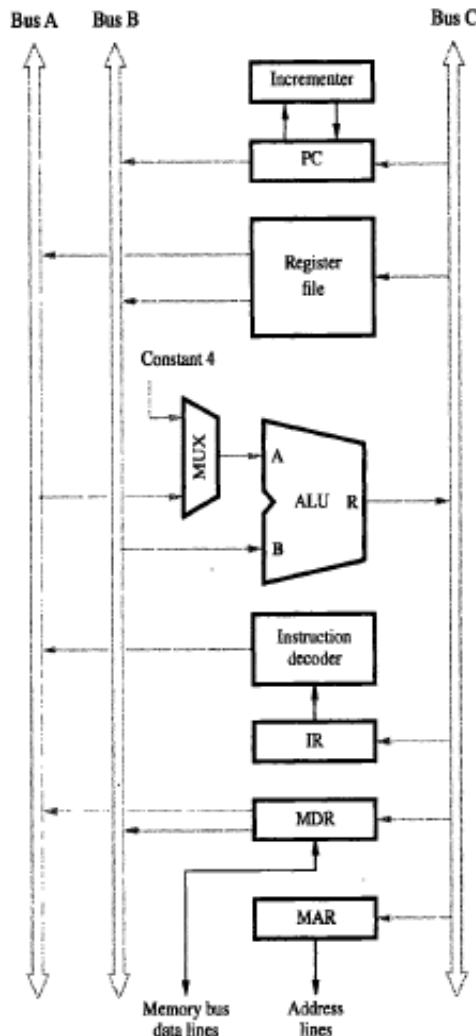 Bus A
Bus B
Bus C
Incrementer
PC
Register
file
Constant 4
MUX
A
ALU
R
B
Instruction
decoder
IR
MDR
MAR
Memory bus
data lines
Address
lines